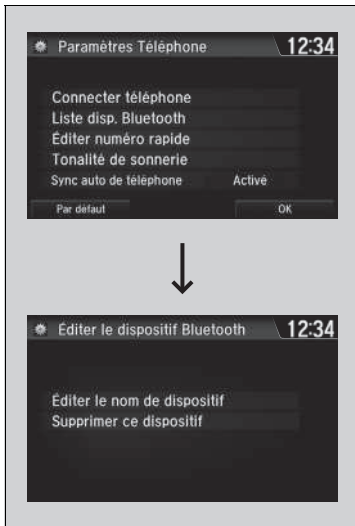 Paramètres Téléphone 12:34
Connecter téléphone
Liste disp. Bluetooth
Éditer numéro rapide
Tonalité de sonnerie
Sync auto de téléphone Activé
Par défaut OK
Éditer le dispositif Bluetooth 12:34
Éditer le nom de dispositif
Supprimer ce dispositif